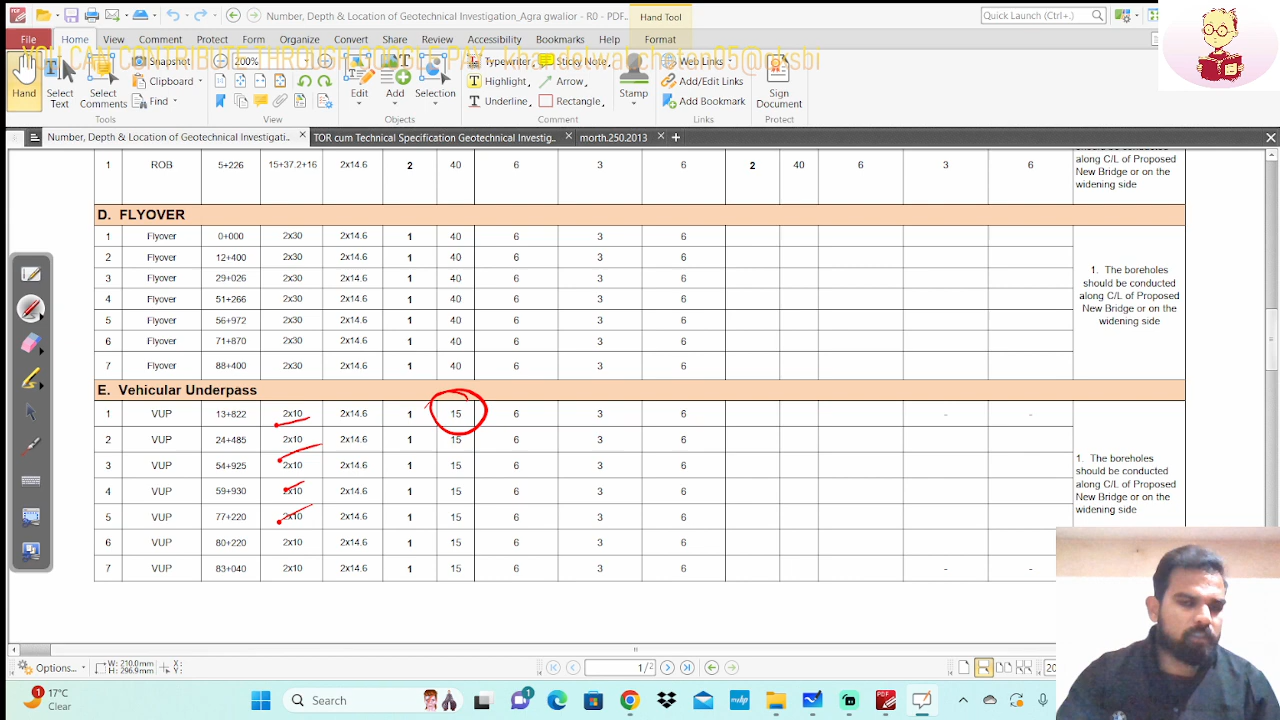 Number, Depth & Location of Geotechnical Investigation_Agra gwalior - R0 - PDF...
Hand Tool
Quick Launch (Ctrl+.)
File Home View Comment Protect Form Organize Convert Share Review Accessibility Bookmarks Help Format
YOU CAN CONTRIBUTE THROUGH GOOGLE PAY
Hand
Select Text
Select Comments
Snapshot
Clipboard
Find
Tools
200%
View
Edit
Add
Selection
Objects
Typewriter
Highlight
Underline
Sticky Note
Arrow
Rectangle
Stamp
Comment
Web Links
Add/Edit Links
Add Bookmark
Links
Sign Document
Protect
Number, Depth & Location of Geotechnical Investigati..
TOR cum Technical Specification Geotechnical Investig..
morth.250.2013
1 ROB 5+226 15+37.2+16 2x14.6 2 40 6 3 6 2 40 6 3 6
along C/L of Proposed
New Bridge or on the
widening side
D. FLYOVER
1 Flyover 0+000 2x30 2x14.6 1 40 6 3 6
2 Flyover 12+400 2x30 2x14.6 1 40 6 3 6
3 Flyover 29+026 2x30 2x14.6 1 40 6 3 6
4 Flyover 51+266 2x30 2x14.6 1 40 6 3 6
5 Flyover 56+972 2x30 2x14.6 1 40 6 3 6
6 Flyover 71+870 2x30 2x14.6 1 40 6 3 6
7 Flyover 88+400 2x30 2x14.6 1 40 6 3 6
1. The boreholes
should be conducted
along C/L of Proposed
New Bridge or on the
widening side
E. Vehicular Underpass
1 VUP 13+822 2x10 2x14.6 1 15 6 3 6 - -
2 VUP 24+485 2x10 2x14.6 1 15 6 3 6
3 VUP 54+925 2x10 2x14.6 1 15 6 3 6
4 VUP 59+930 2x10 2x14.6 1 15 6 3 6
5 VUP 77+220 2x10 2x14.6 1 15 6 3 6
6 VUP 80+220 2x10 2x14.6 1 15 6 3 6
7 VUP 83+040 2x10 2x14.6 1 15 6 3 6 - -
1. The boreholes
should be conducted
along C/L of Proposed
New Bridge or on the
widening side
Options...
W: 210.0mm
H: 296.9mm
X:
Y:
1/2
20
1
17°C
Clear
Search
1